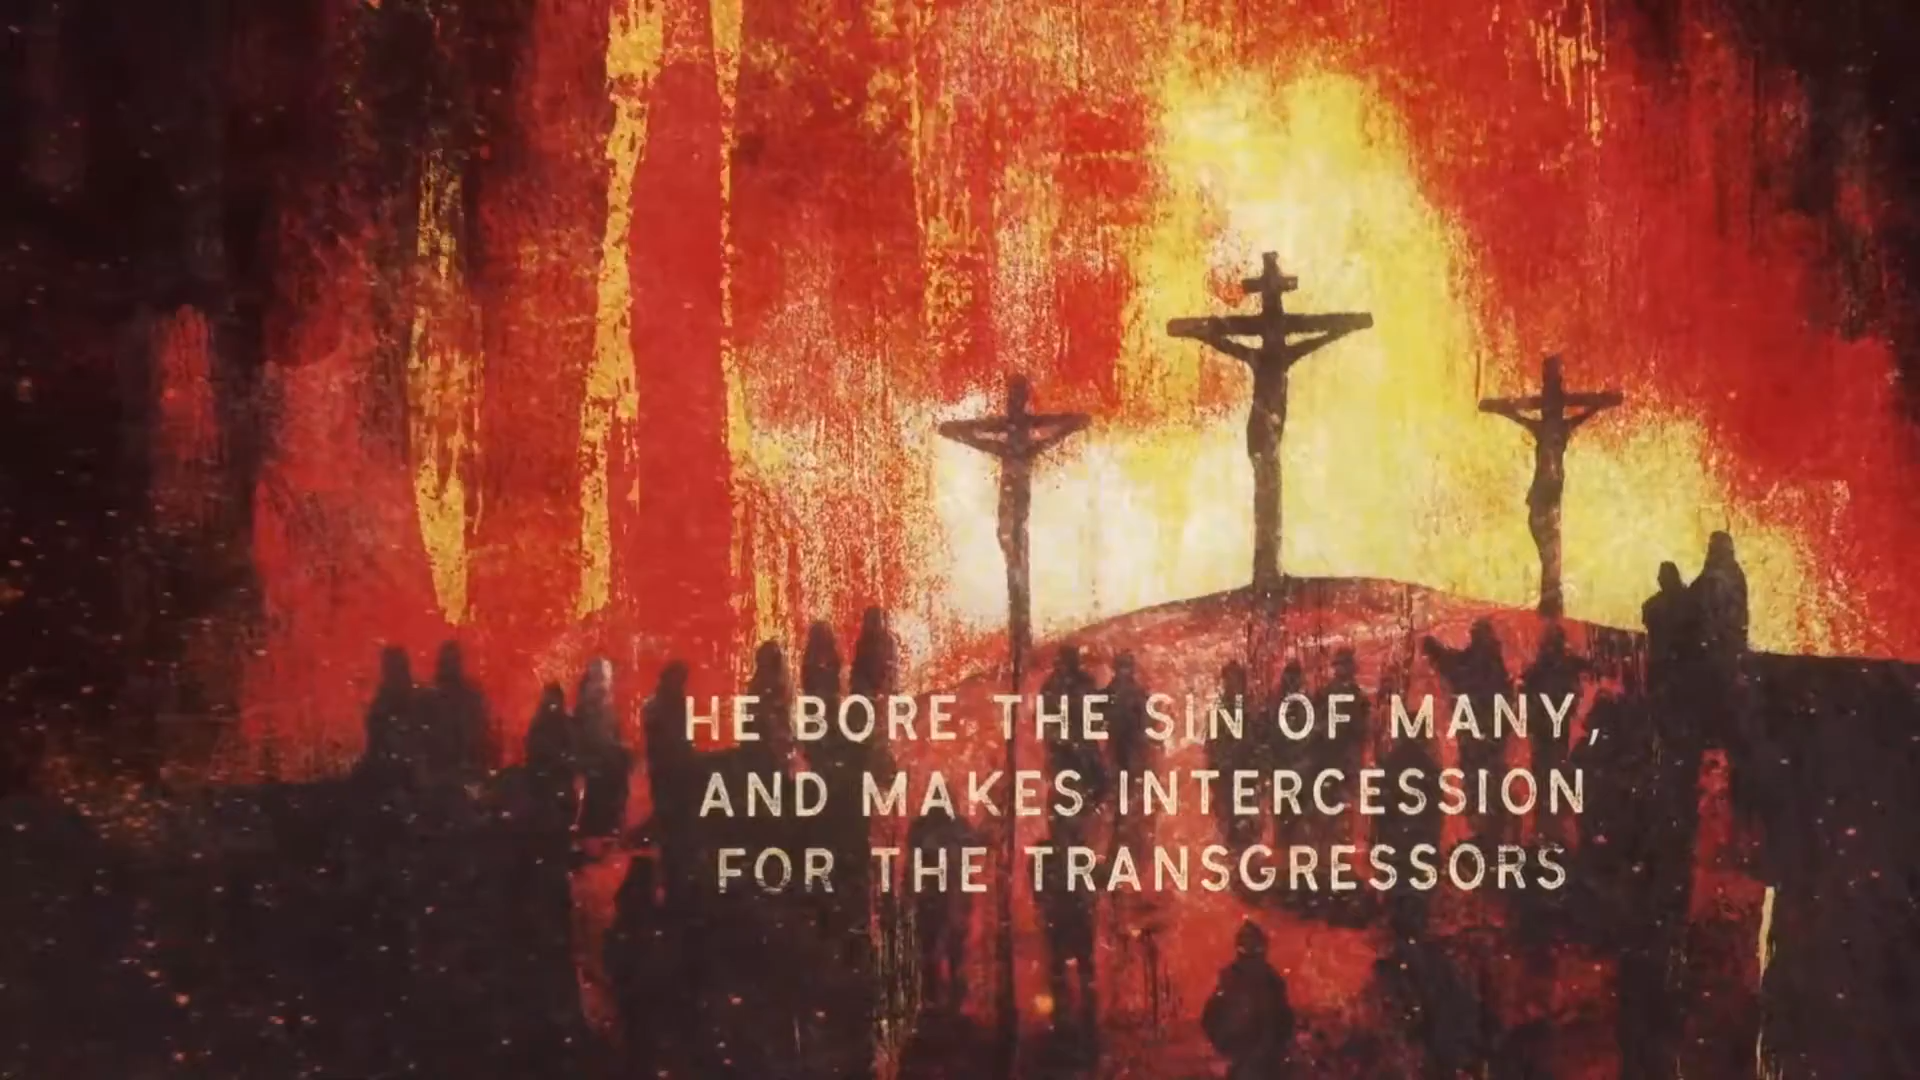 HE BORE THE SIN OF MANY,
AND MAKES INTERCESSION
FOR THE TRANSGRESSORS